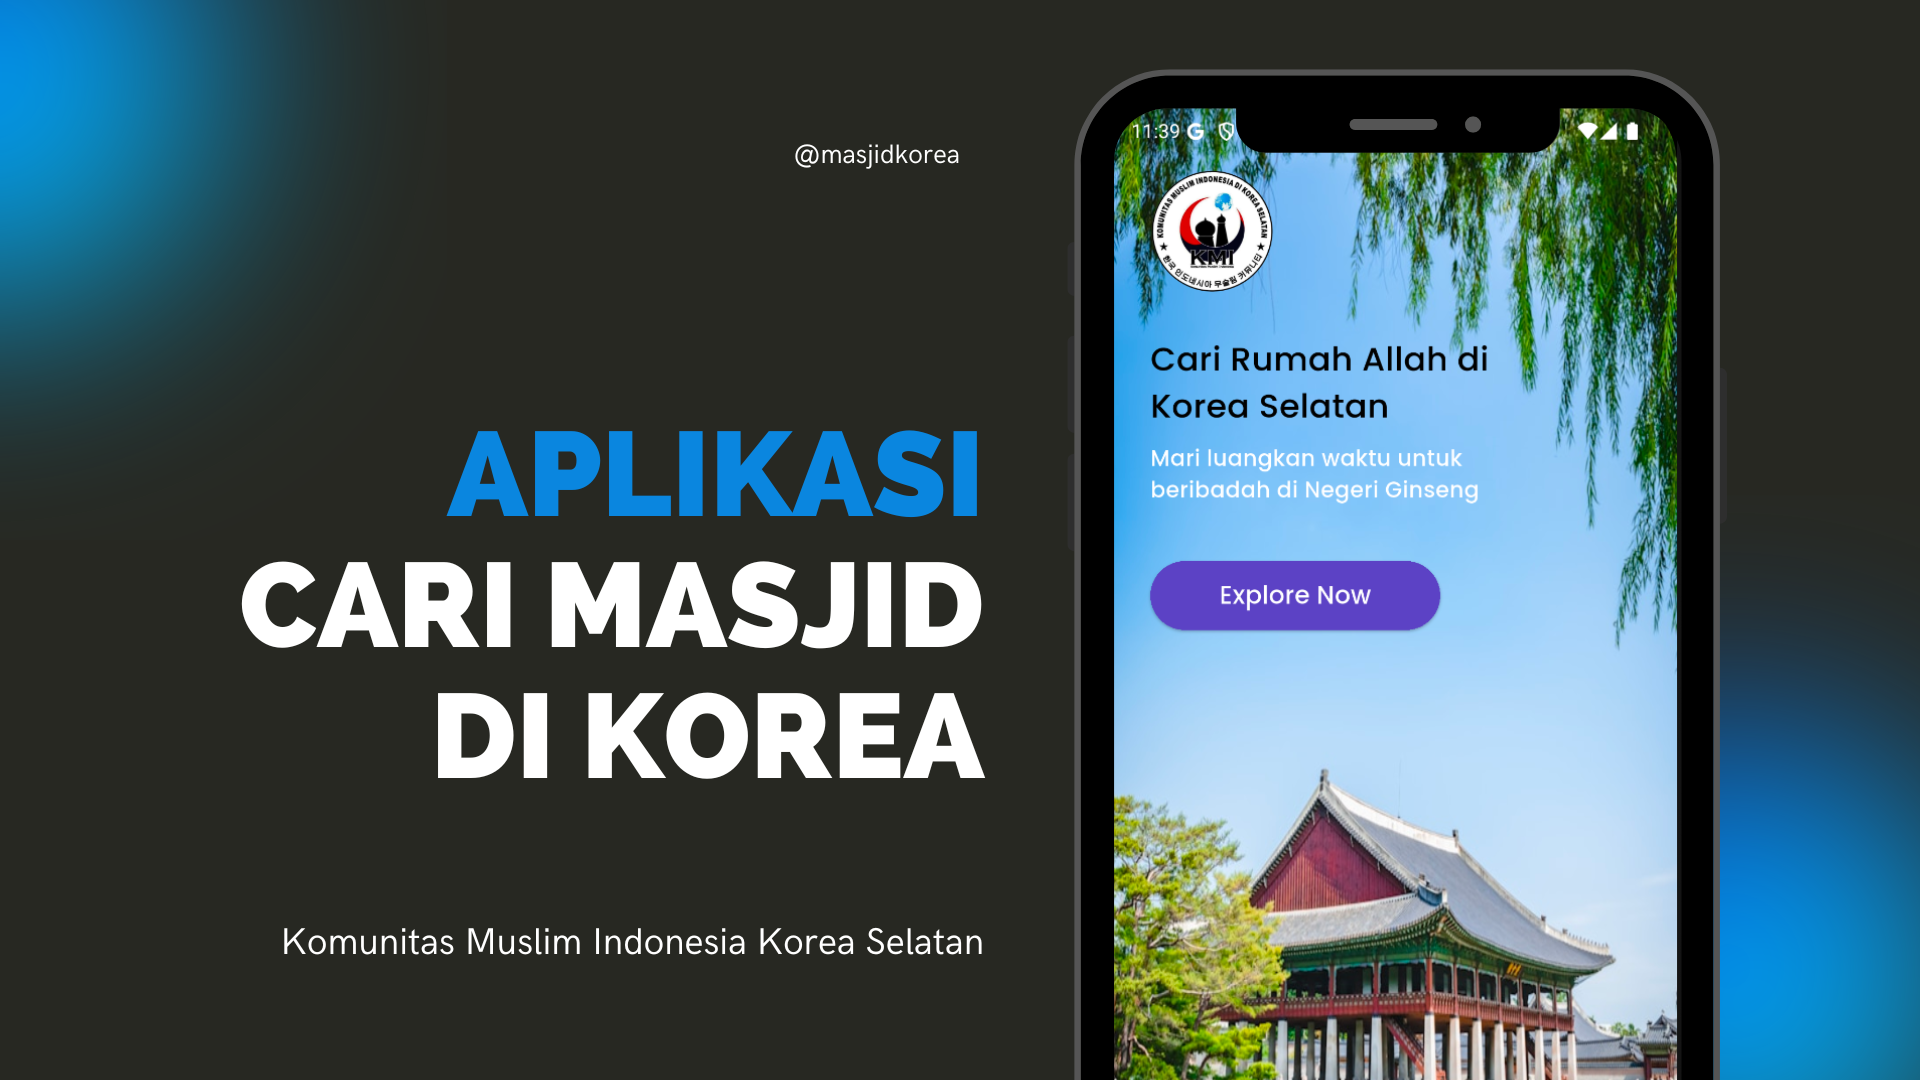 @masjidkorea
APLIKASI
CARI MASJID
DI KOREA
Komunitas Muslim Indonesia Korea Selatan
11:39
KOMUNITAS MUSLIM INDONESIA DI KOREA SELATAN
KMI
한국 인도네시아 무슬림 커뮤니티
Cari Rumah Allah di
Korea Selatan
Mari luangkan waktu untuk
beribadah di Negeri Ginseng
Explore Now